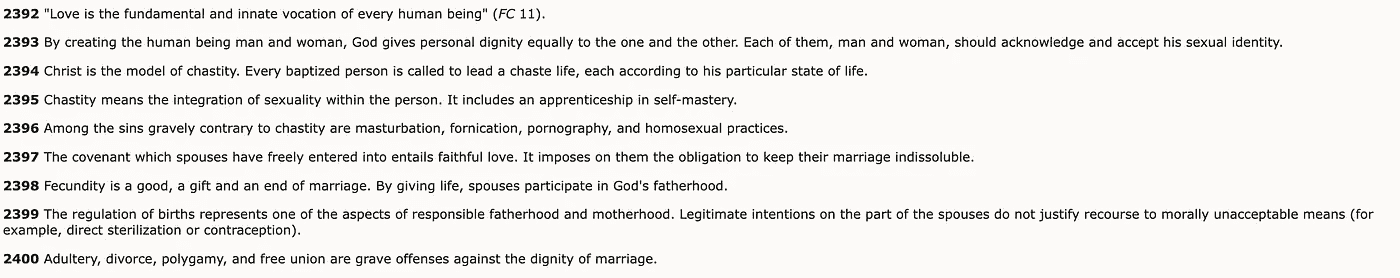 2392 "Love is the fundamental and innate vocation of every human being" (FC 11).
2393 By creating the human being man and woman, God gives personal dignity equally to the one and the other. Each of them, man and woman, should acknowledge and accept his sexual identity.
2394 Christ is the model of chastity. Every baptized person is called to lead a chaste life, each according to his particular state of life.
2395 Chastity means the integration of sexuality within the person. It includes an apprenticeship in self-mastery.
2396 Among the sins gravely contrary to chastity are masturbation, fornication, pornography, and homosexual practices.
2397 The covenant which spouses have freely entered into entails faithful love. It imposes on them the obligation to keep their marriage indissoluble.
2398 Fecundity is a good, a gift and an end of marriage. By giving life, spouses participate in God's fatherhood.
2399 The regulation of births represents one of the aspects of responsible fatherhood and motherhood. Legitimate intentions on the part of the spouses do not justify recourse to morally unacceptable means (for
example, direct sterilization or contraception).
2400 Adultery, divorce, polygamy, and free union are grave offenses against the dignity of marriage.